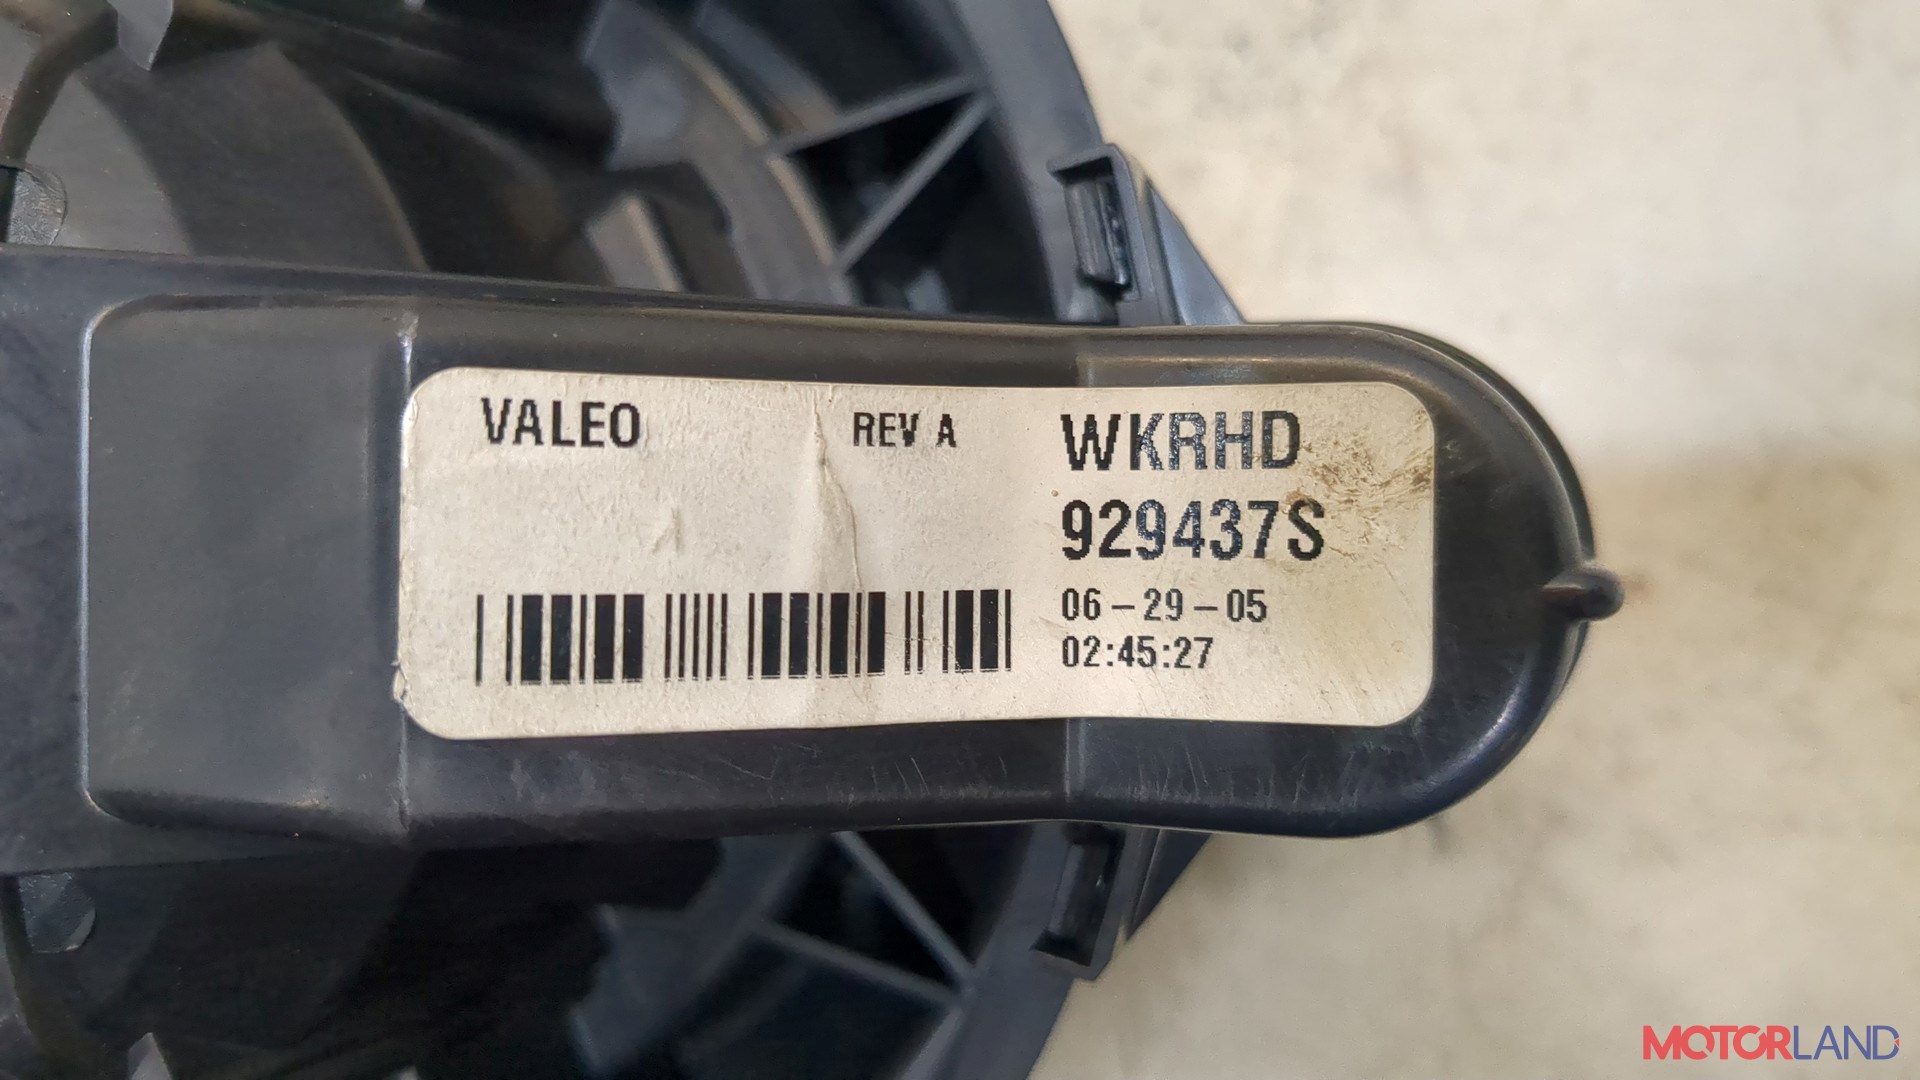 VALEO
REV A
WKRHD
929437S
06-29-05
02:45:27
MOTORLAND